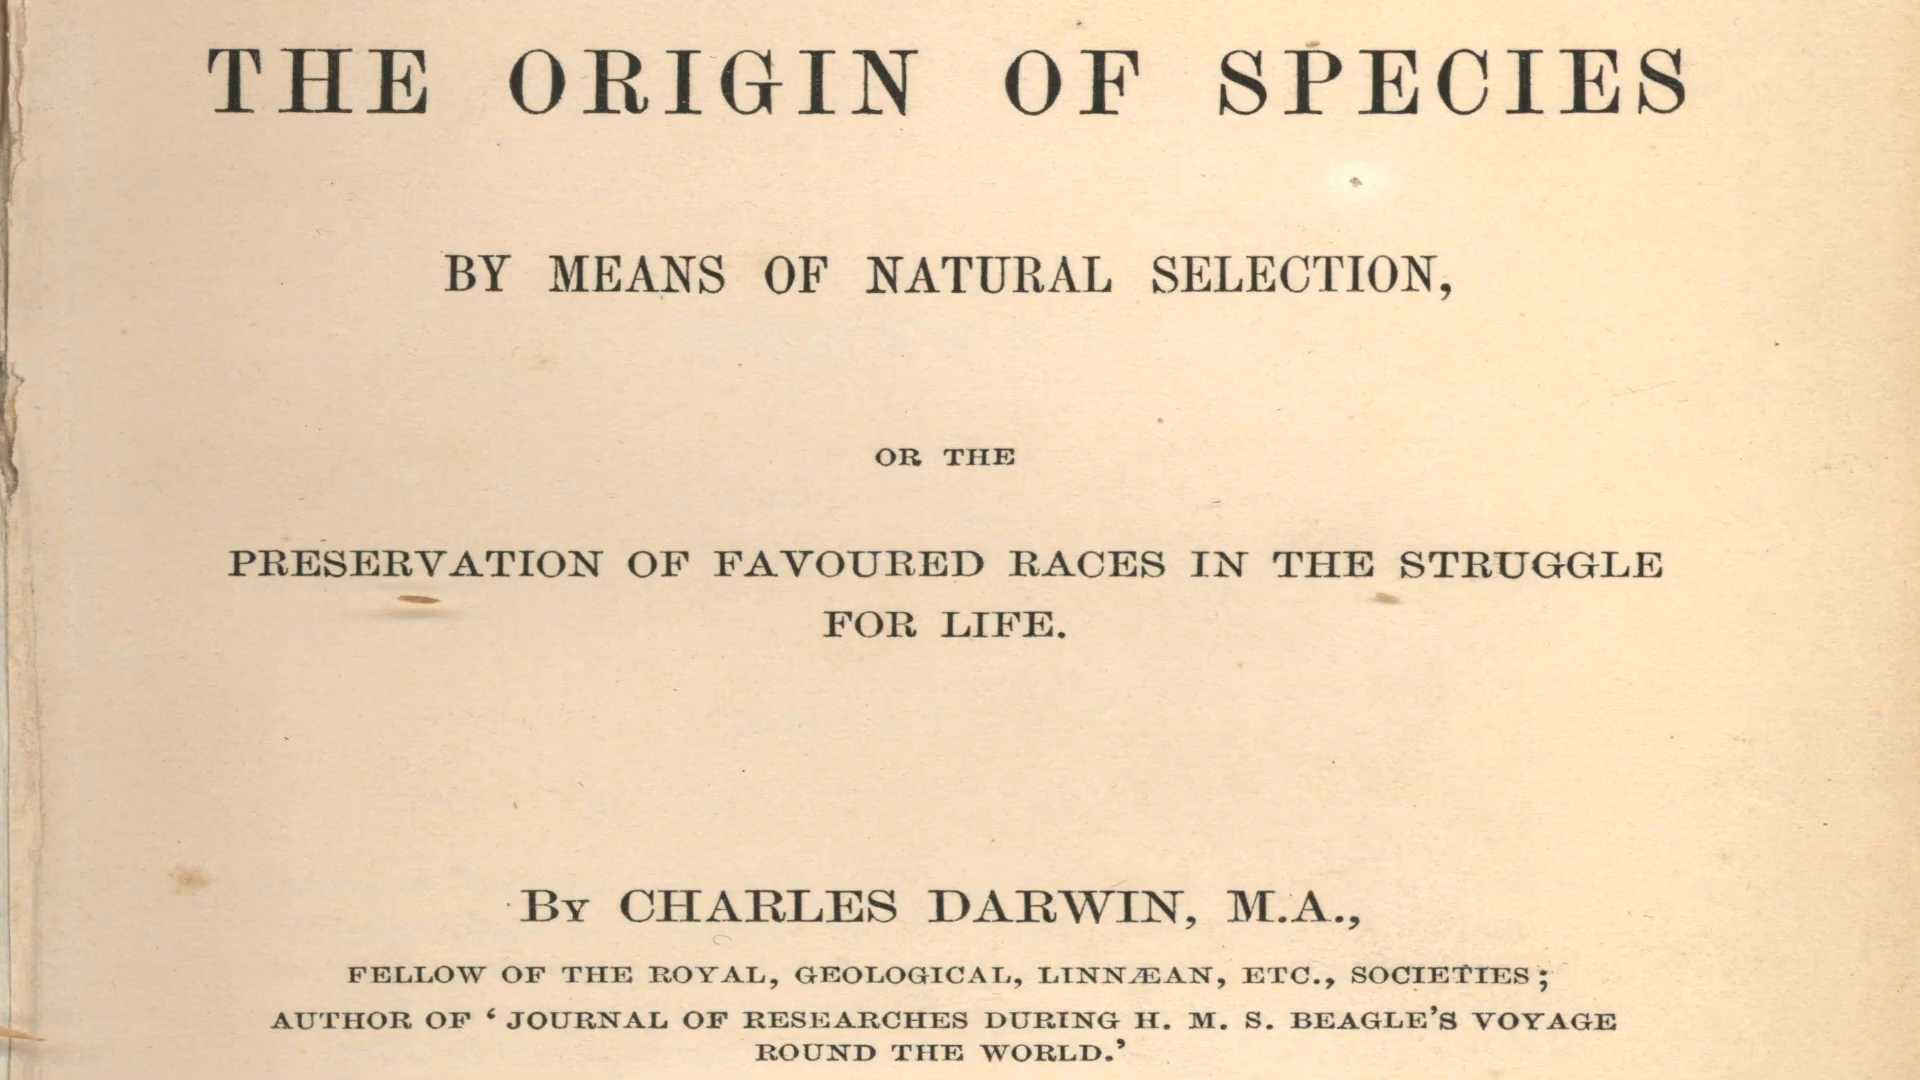 THE ORIGIN OF SPECIES
BY MEANS OF NATURAL SELECTION,
OR THE
PRESERVATION OF FAVOURED RACES IN THE STRUGGLE
FOR LIFE.
BY CHARLES DARWIN, M.A.,
FELLOW OF THE ROYAL, GEOLOGICAL, LINNÆAN, ETC., SOCIETIES;
AUTHOR OF ‘JOURNAL OF RESEARCHES DURING H. M. S. BEAGLE’S VOYAGE
ROUND THE WORLD.’